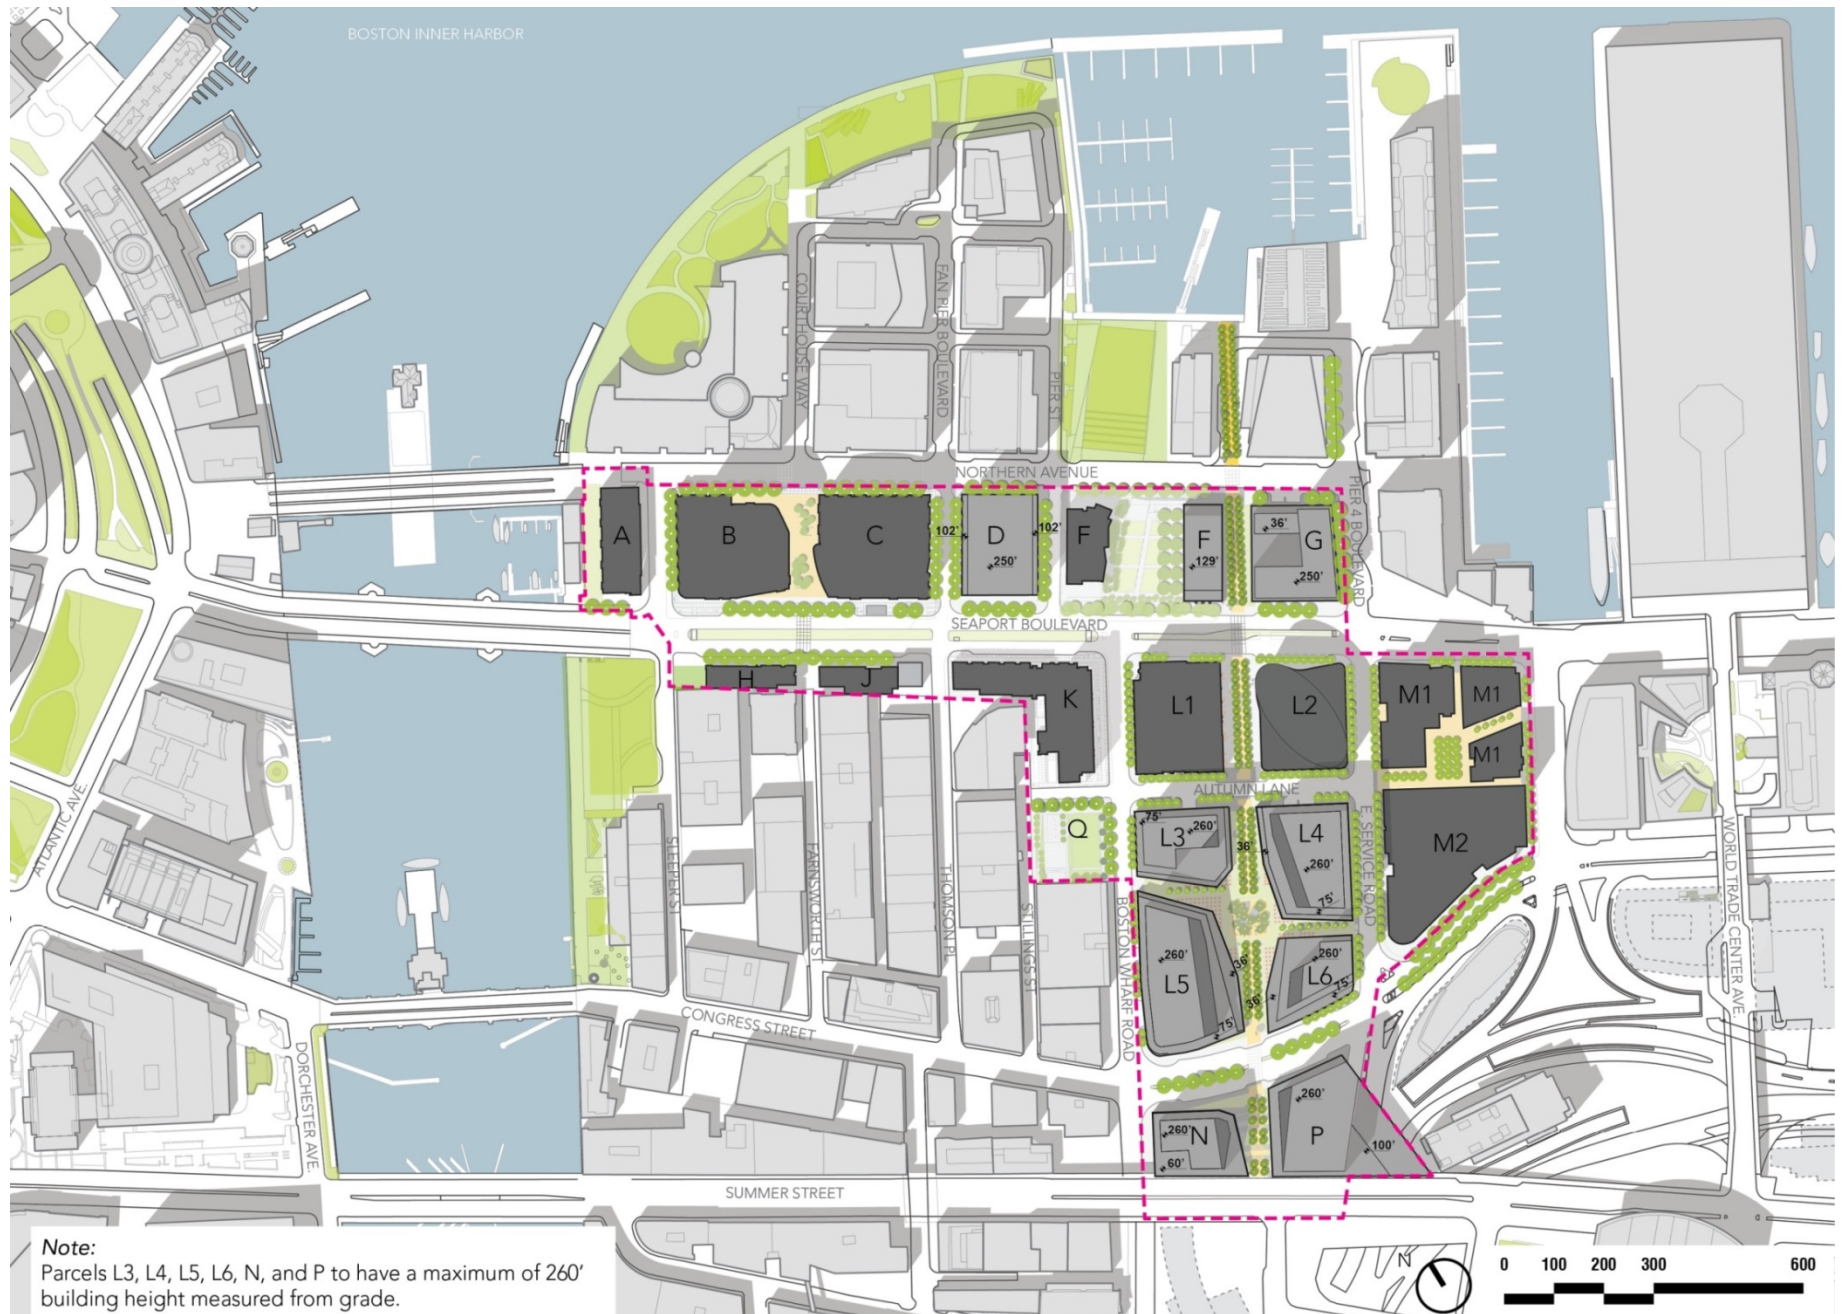 BOSTON INNER HARBOR
COURTHOUSE WAY
FAN PIER BOULEVARD
PIER ST.
NORTHERN AVENUE
PIER 4 BOULEVARD
A
B
C
102'
D
250'
102'
F
F
129'
36'
G
250'
SEAPORT BOULEVARD
H
J
K
L1
L2
M1
M1
M1
AUTUMN LANE
ATLANTIC AVE.
SLEEPER ST
FARNSWORTH ST
THOMSON PL
STILLINGS ST
BOSTON WHARF ROAD
Q
75'
L3
260'
36'
L4
260'
75'
E. SERVICE ROAD
M2
WORLD TRADE CENTER AVE.
260'
L5
36'
75'
260'
L6
36'
75'
CONGRESS STREET
DORCHESTER AVE.
260'
N
60'
260'
P
100'
SUMMER STREET
Note:
Parcels L3, L4, L5, L6, N, and P to have a maximum of 260'
building height measured from grade.
N
0 100 200 300 600